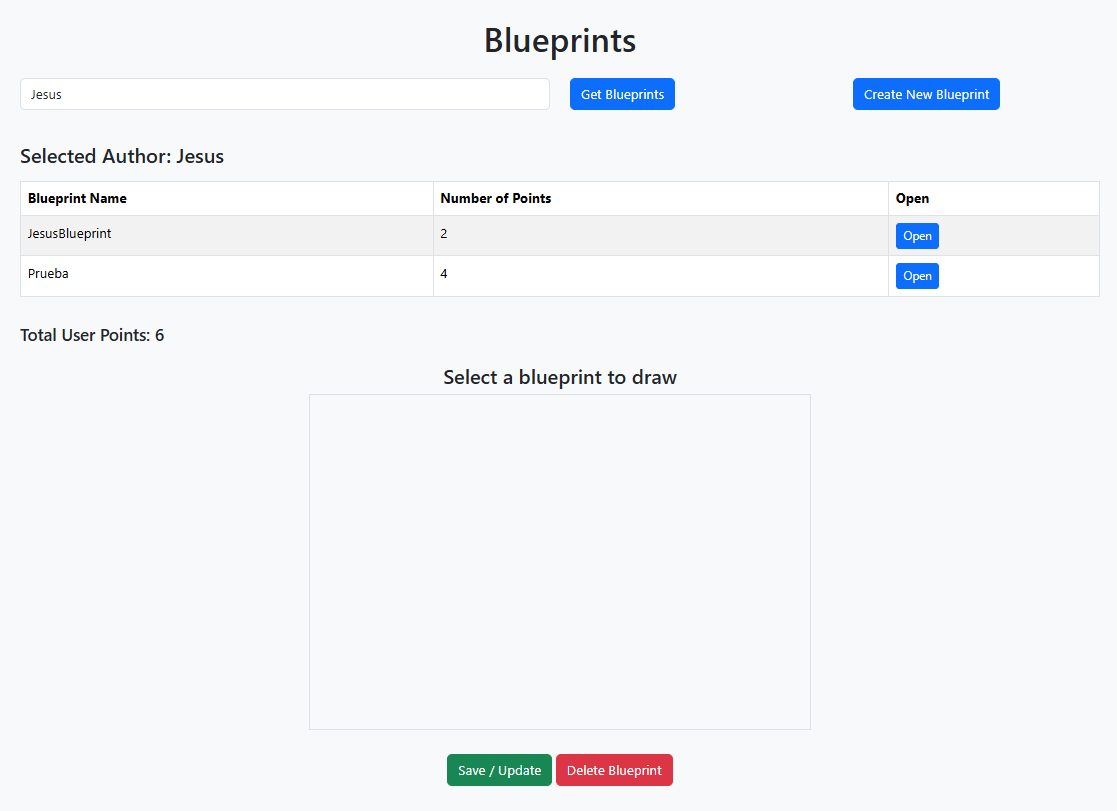 Blueprints
Jesus Get Blueprints Create New Blueprint
Selected Author: Jesus
Blueprint Name Number of Points Open
JesusBlueprint 2 Open
Prueba 4 Open
Total User Points: 6
Select a blueprint to draw
Save / Update Delete Blueprint